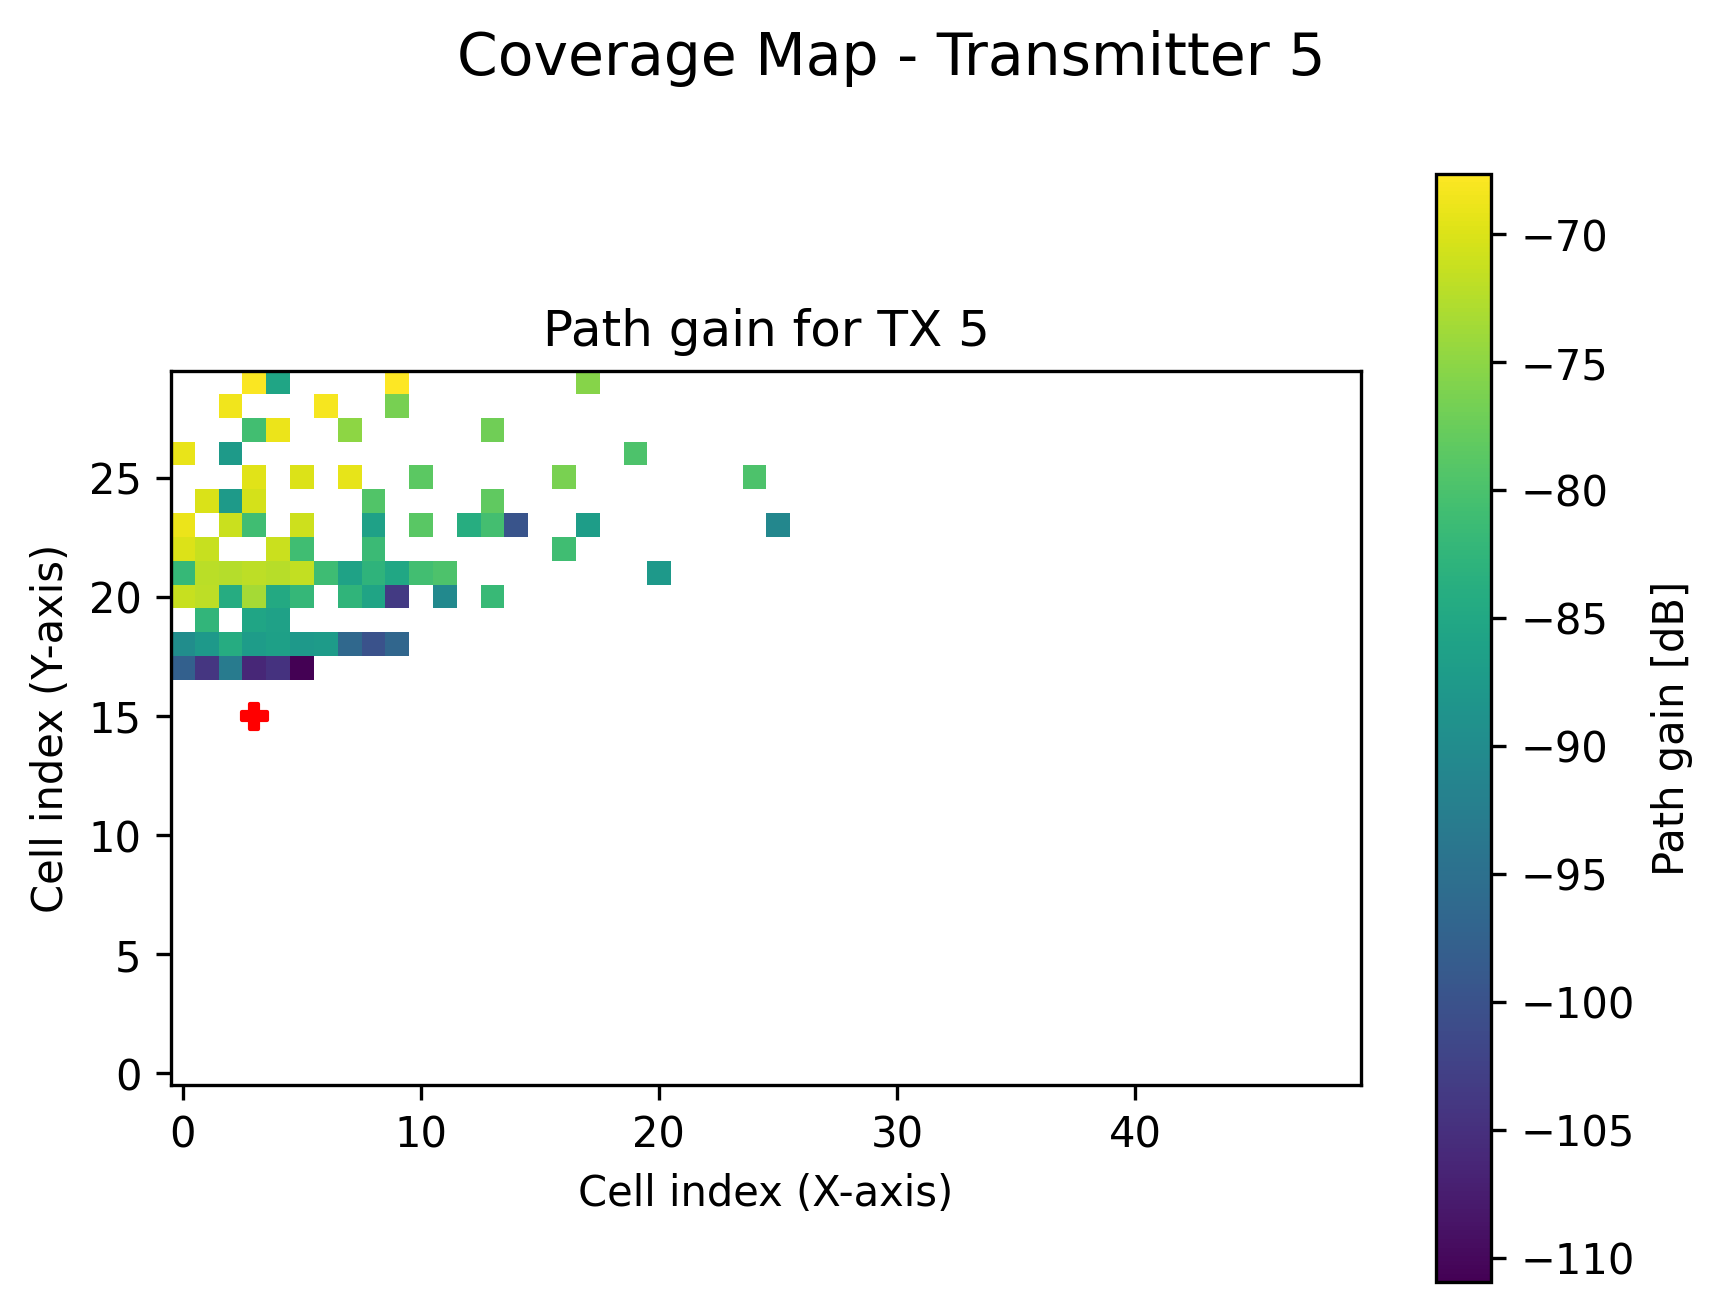 Coverage Map - Transmitter 5
Path gain for TX 5
Cell index (Y-axis)
25
20
15
10
5
0
0 10 20 30 40
Cell index (X-axis)
−70
−75
−80
−85
−90
−95
−100
−105
−110
Path gain [dB]